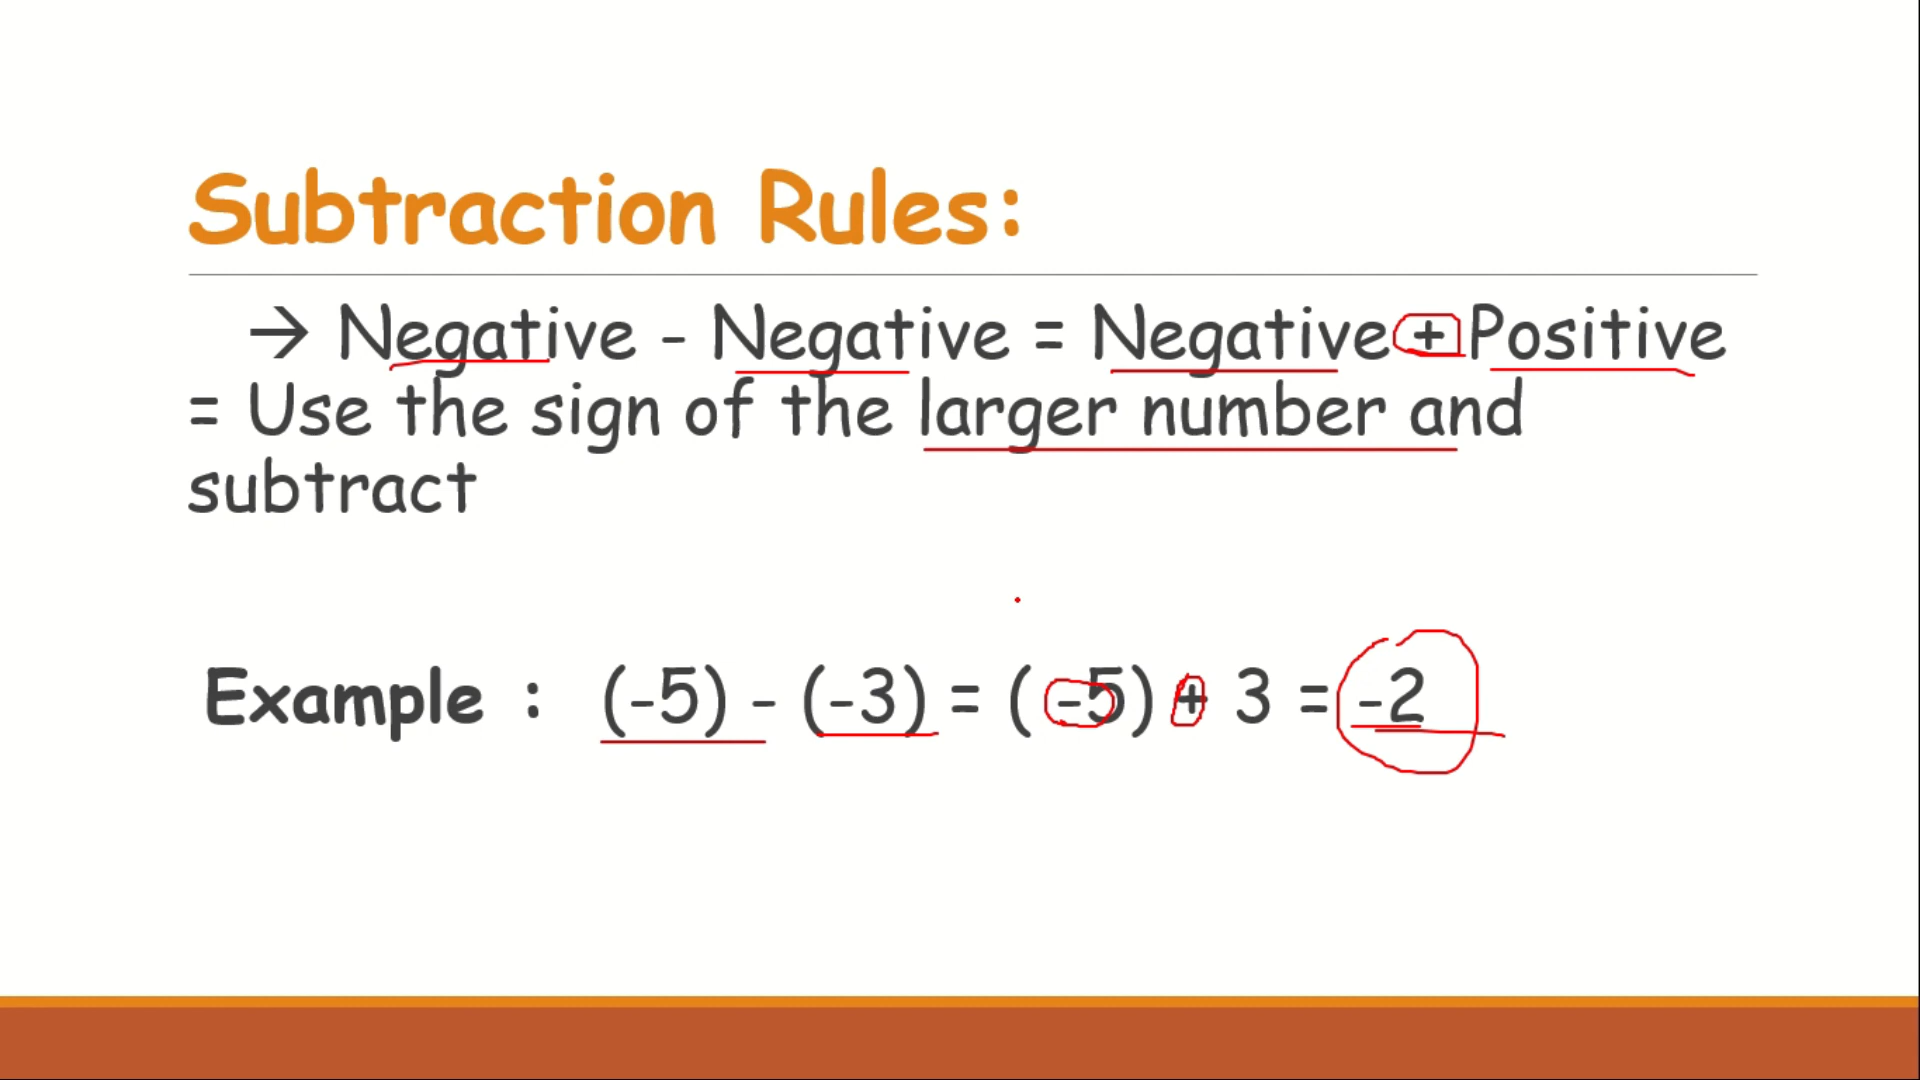 Subtraction Rules:
→ Negative - Negative = Negative + Positive
= Use the sign of the larger number and
subtract
Example : (-5) - (-3) = ( -5) + 3 = -2